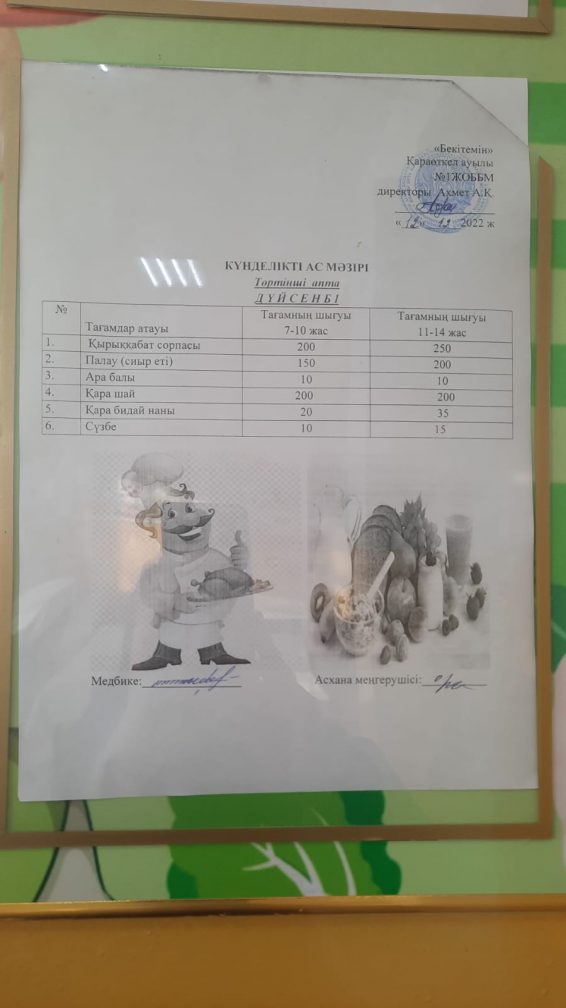 «Бекітемін»
Қараөткел ауылы
№1ЖОББМ
директоры Ахмет А.Қ
« 12 » 12 2022 ж
КҮНДЕЛІКТІ АС МӘЗІРІ
Төртінші апта
ДҮЙСЕНБІ
№ Тағамдар атауы Тағамның шығуы 7-10 жас Тағамның шығуы 11-14 жас
1. Қырыққабат сорпасы 200 250
2. Палау (сиыр еті) 150 200
3. Ара балы 10 10
4. Қара шай 200 200
5. Қара бидай наны 20 35
6. Сүзбе 10 15
Медбике: Асхана меңгерушісі: